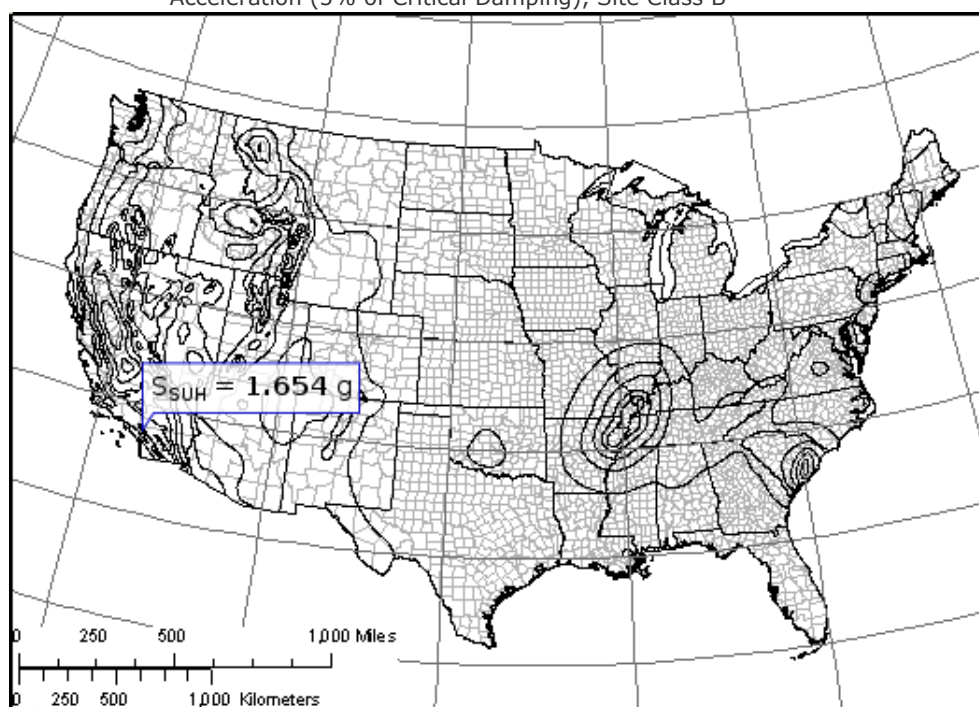 Acceleration (5% of Critical Damping), Site Class B
SSUH = 1.654 g
0 250 500 1,000 Miles
0 250 500 1,000 Kilometers